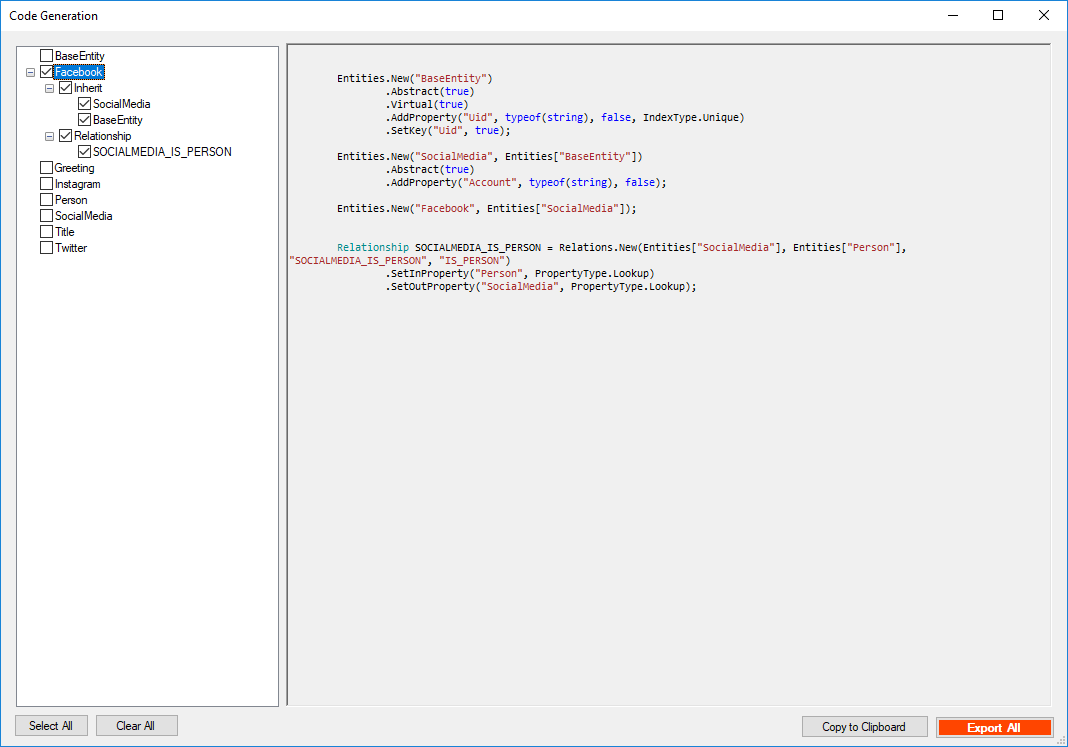 Code Generation
BaseEntity
Facebook
Inherit
SocialMedia
BaseEntity
Relationship
SOCIALMEDIA_IS_PERSON
Greeting
Instagram
Person
SocialMedia
Title
Twitter
Entities.New("BaseEntity")
.Abstract(true)
.Virtual(true)
.AddProperty("Uid", typeof(string), false, IndexType.Unique)
.SetKey("Uid", true);
Entities.New("SocialMedia", Entities["BaseEntity"])
.Abstract(true)
.AddProperty("Account", typeof(string), false);
Entities.New("Facebook", Entities["SocialMedia"]);
Relationship SOCIALMEDIA_IS_PERSON = Relations.New(Entities["SocialMedia"], Entities["Person"],
"SOCIALMEDIA_IS_PERSON", "IS_PERSON")
.SetInProperty("Person", PropertyType.Lookup)
.SetOutProperty("SocialMedia", PropertyType.Lookup);
Select All
Clear All
Copy to Clipboard
Export All